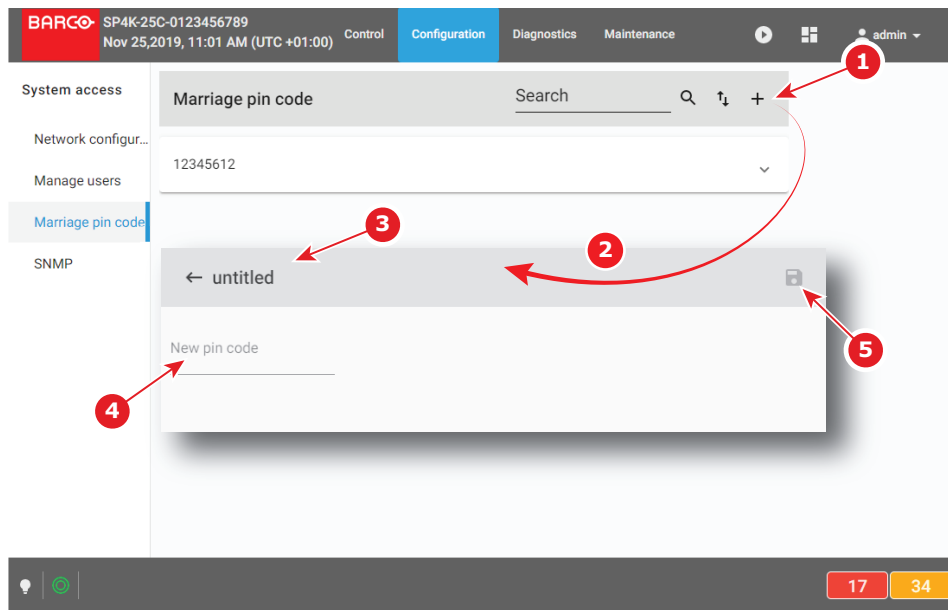 BARCO
SP4K-25C-0123456789
Nov 25,2019, 11:01 AM (UTC +01:00)
Control
Configuration
Diagnostics
Maintenance
admin
1
System access
Network configur...
Manage users
Marriage pin code
SNMP
Marriage pin code
Search
12345612
3
2
untitled
New pin code
5
4
17
34